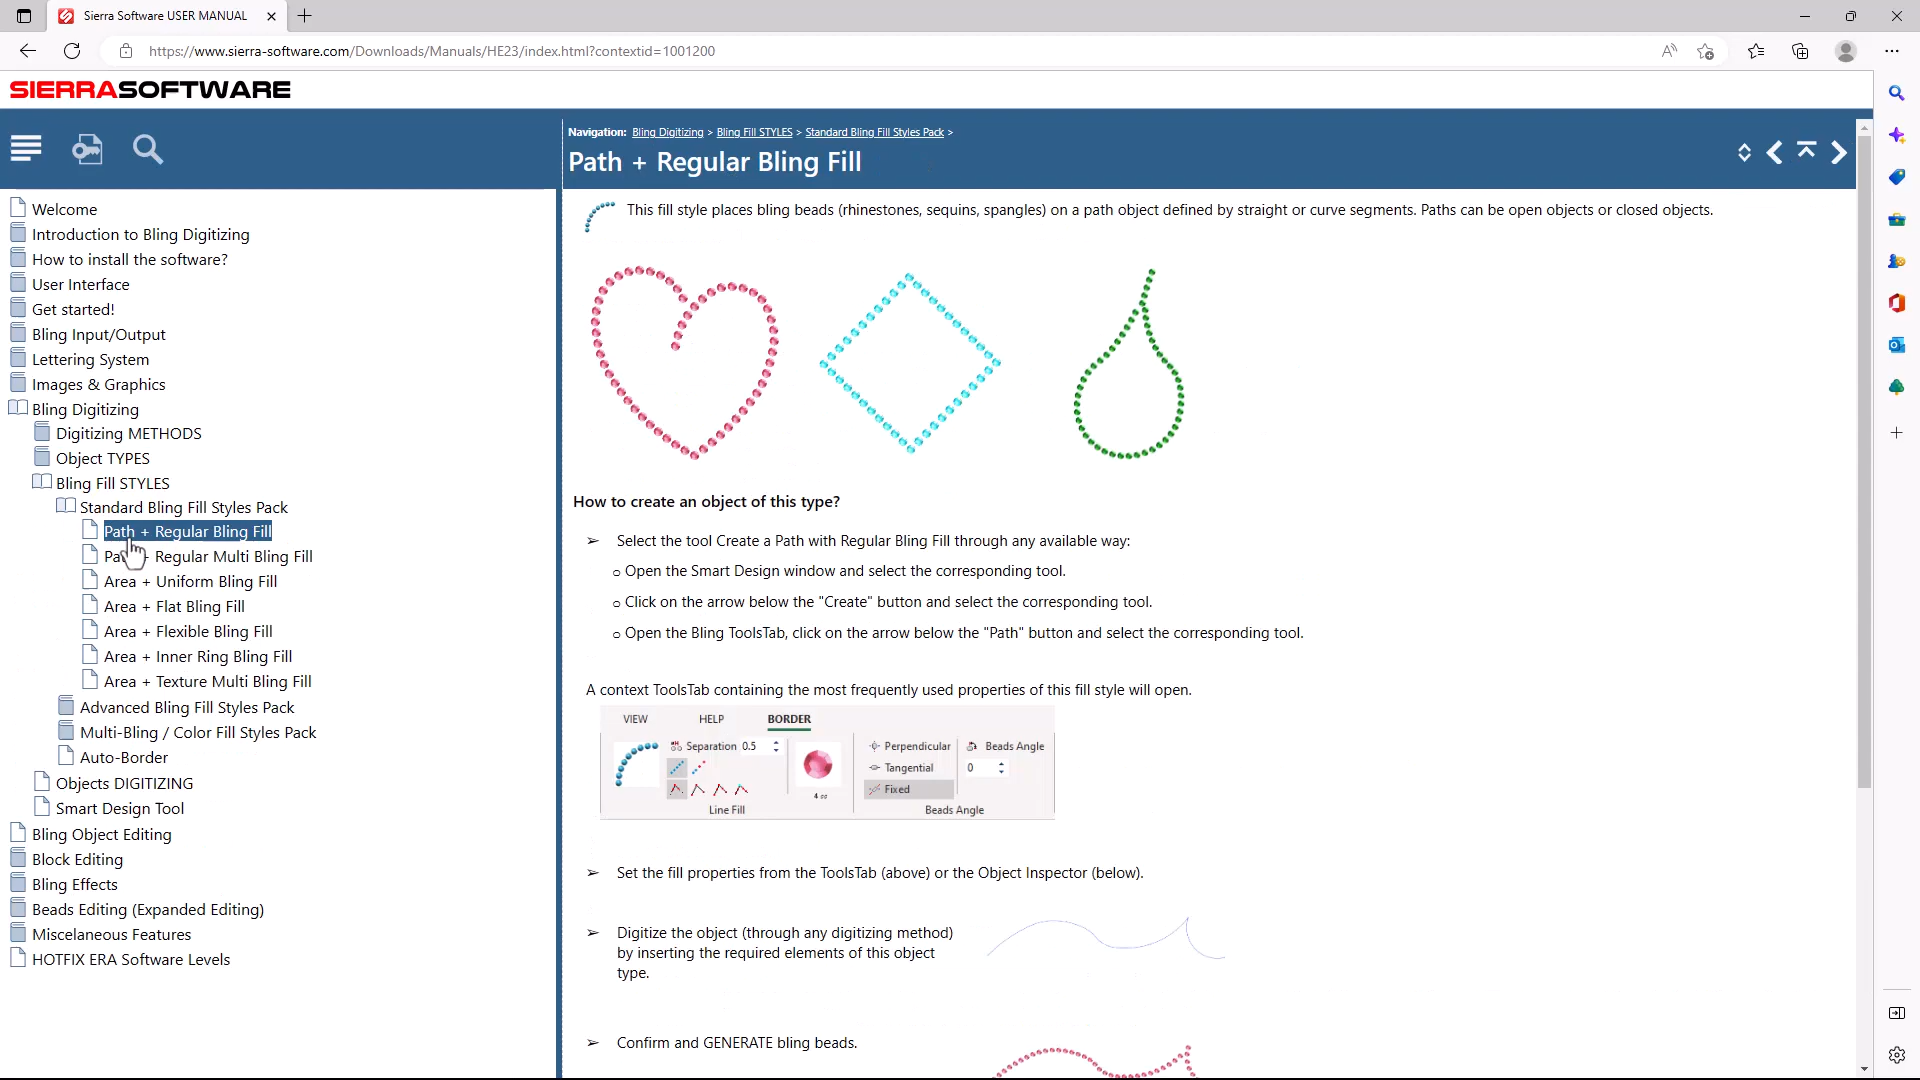 Sierra Software USER MANUAL
https://www.sierra-software.com/Downloads/Manuals/HE23/index.html?contextid=1001200
SIERRASOFTWARE
Navigation: Bling Digitizing > Bling Fill STYLES > Standard Bling Fill Styles Pack >
Path + Regular Bling Fill
Welcome
Introduction to Bling Digitizing
How to install the software?
User Interface
Get started!
Bling Input/Output
Lettering System
Images & Graphics
Bling Digitizing
Digitizing METHODS
Object TYPES
Bling Fill STYLES
Standard Bling Fill Styles Pack
Path + Regular Bling Fill
Regular Multi Bling Fill
Area + Uniform Bling Fill
Area + Flat Bling Fill
Area + Flexible Bling Fill
Area + Inner Ring Bling Fill
Area + Texture Multi Bling Fill
Advanced Bling Fill Styles Pack
Multi-Bling / Color Fill Styles Pack
Auto-Border
Objects DIGITIZING
Smart Design Tool
Bling Object Editing
Block Editing
Bling Effects
Beads Editing (Expanded Editing)
Miscelaneous Features
HOTFIX ERA Software Levels
This fill style places bling beads (rhinestones, sequins, spangles) on a path object defined by straight or curve segments. Paths can be open objects or closed objects.
How to create an object of this type?
➢ Select the tool Create a Path with Regular Bling Fill through any available way:
o Open the Smart Design window and select the corresponding tool.
o Click on the arrow below the "Create" button and select the corresponding tool.
o Open the Bling ToolsTab, click on the arrow below the "Path" button and select the corresponding tool.
A context ToolsTab containing the most frequently used properties of this fill style will open.
VIEW HELP BORDER
Separation 0.5 Perpendicular Beads Angle
Tangential 0
Fixed
Line Fill Beads Angle
➢ Set the fill properties from the ToolsTab (above) or the Object Inspector (below).
➢ Digitize the object (through any digitizing method)
by inserting the required elements of this object
type.
➢ Confirm and GENERATE bling beads.